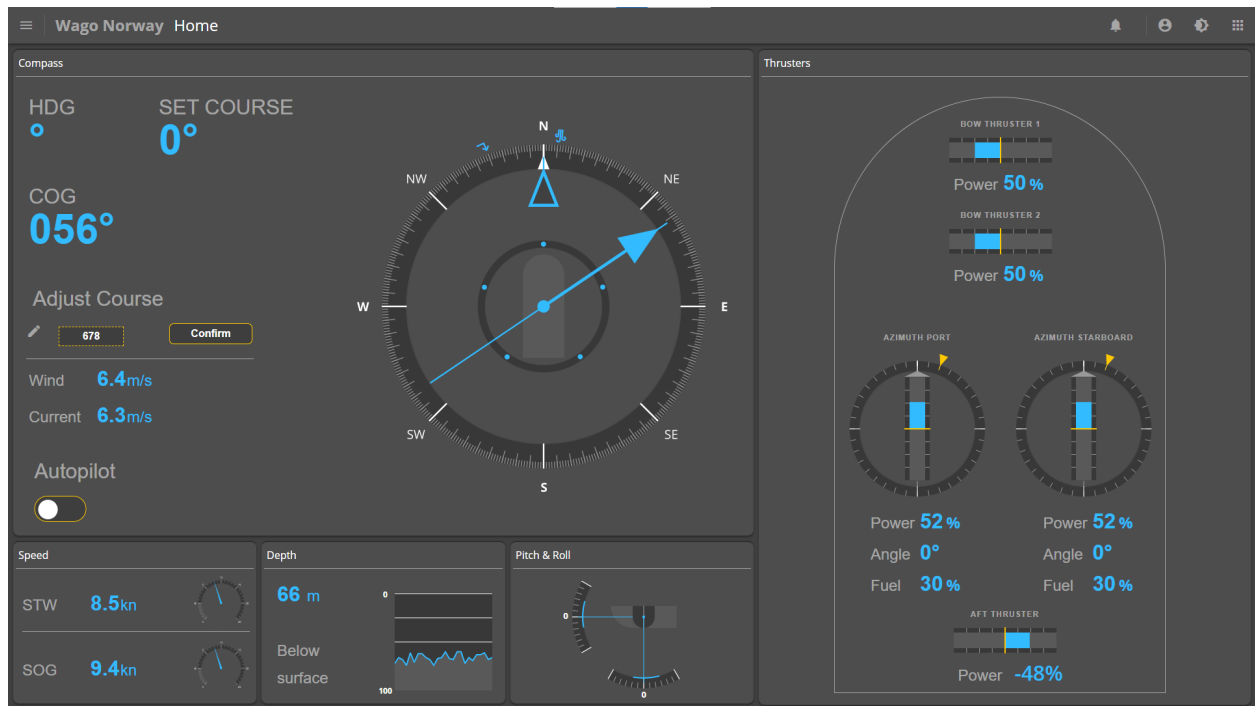 Wago Norway Home
Compass
HDG
°
SET COURSE
0°
COG
056°
Adjust Course
678
Confirm
Wind 6.4m/s
Current 6.3m/s
Autopilot
N
NE
E
SE
S
SW
W
NW
Speed
STW 8.5kn
SOG 9.4kn
Depth
66 m
Below
surface
0
100
Pitch & Roll
0
0
Thrusters
BOW THRUSTER 1
Power 50 %
BOW THRUSTER 2
Power 50 %
AZIMUTH PORT
Power 52 %
Angle 0°
Fuel 30 %
AZIMUTH STARBOARD
Power 52 %
Angle 0°
Fuel 30 %
AFT THRUSTER
Power -48%